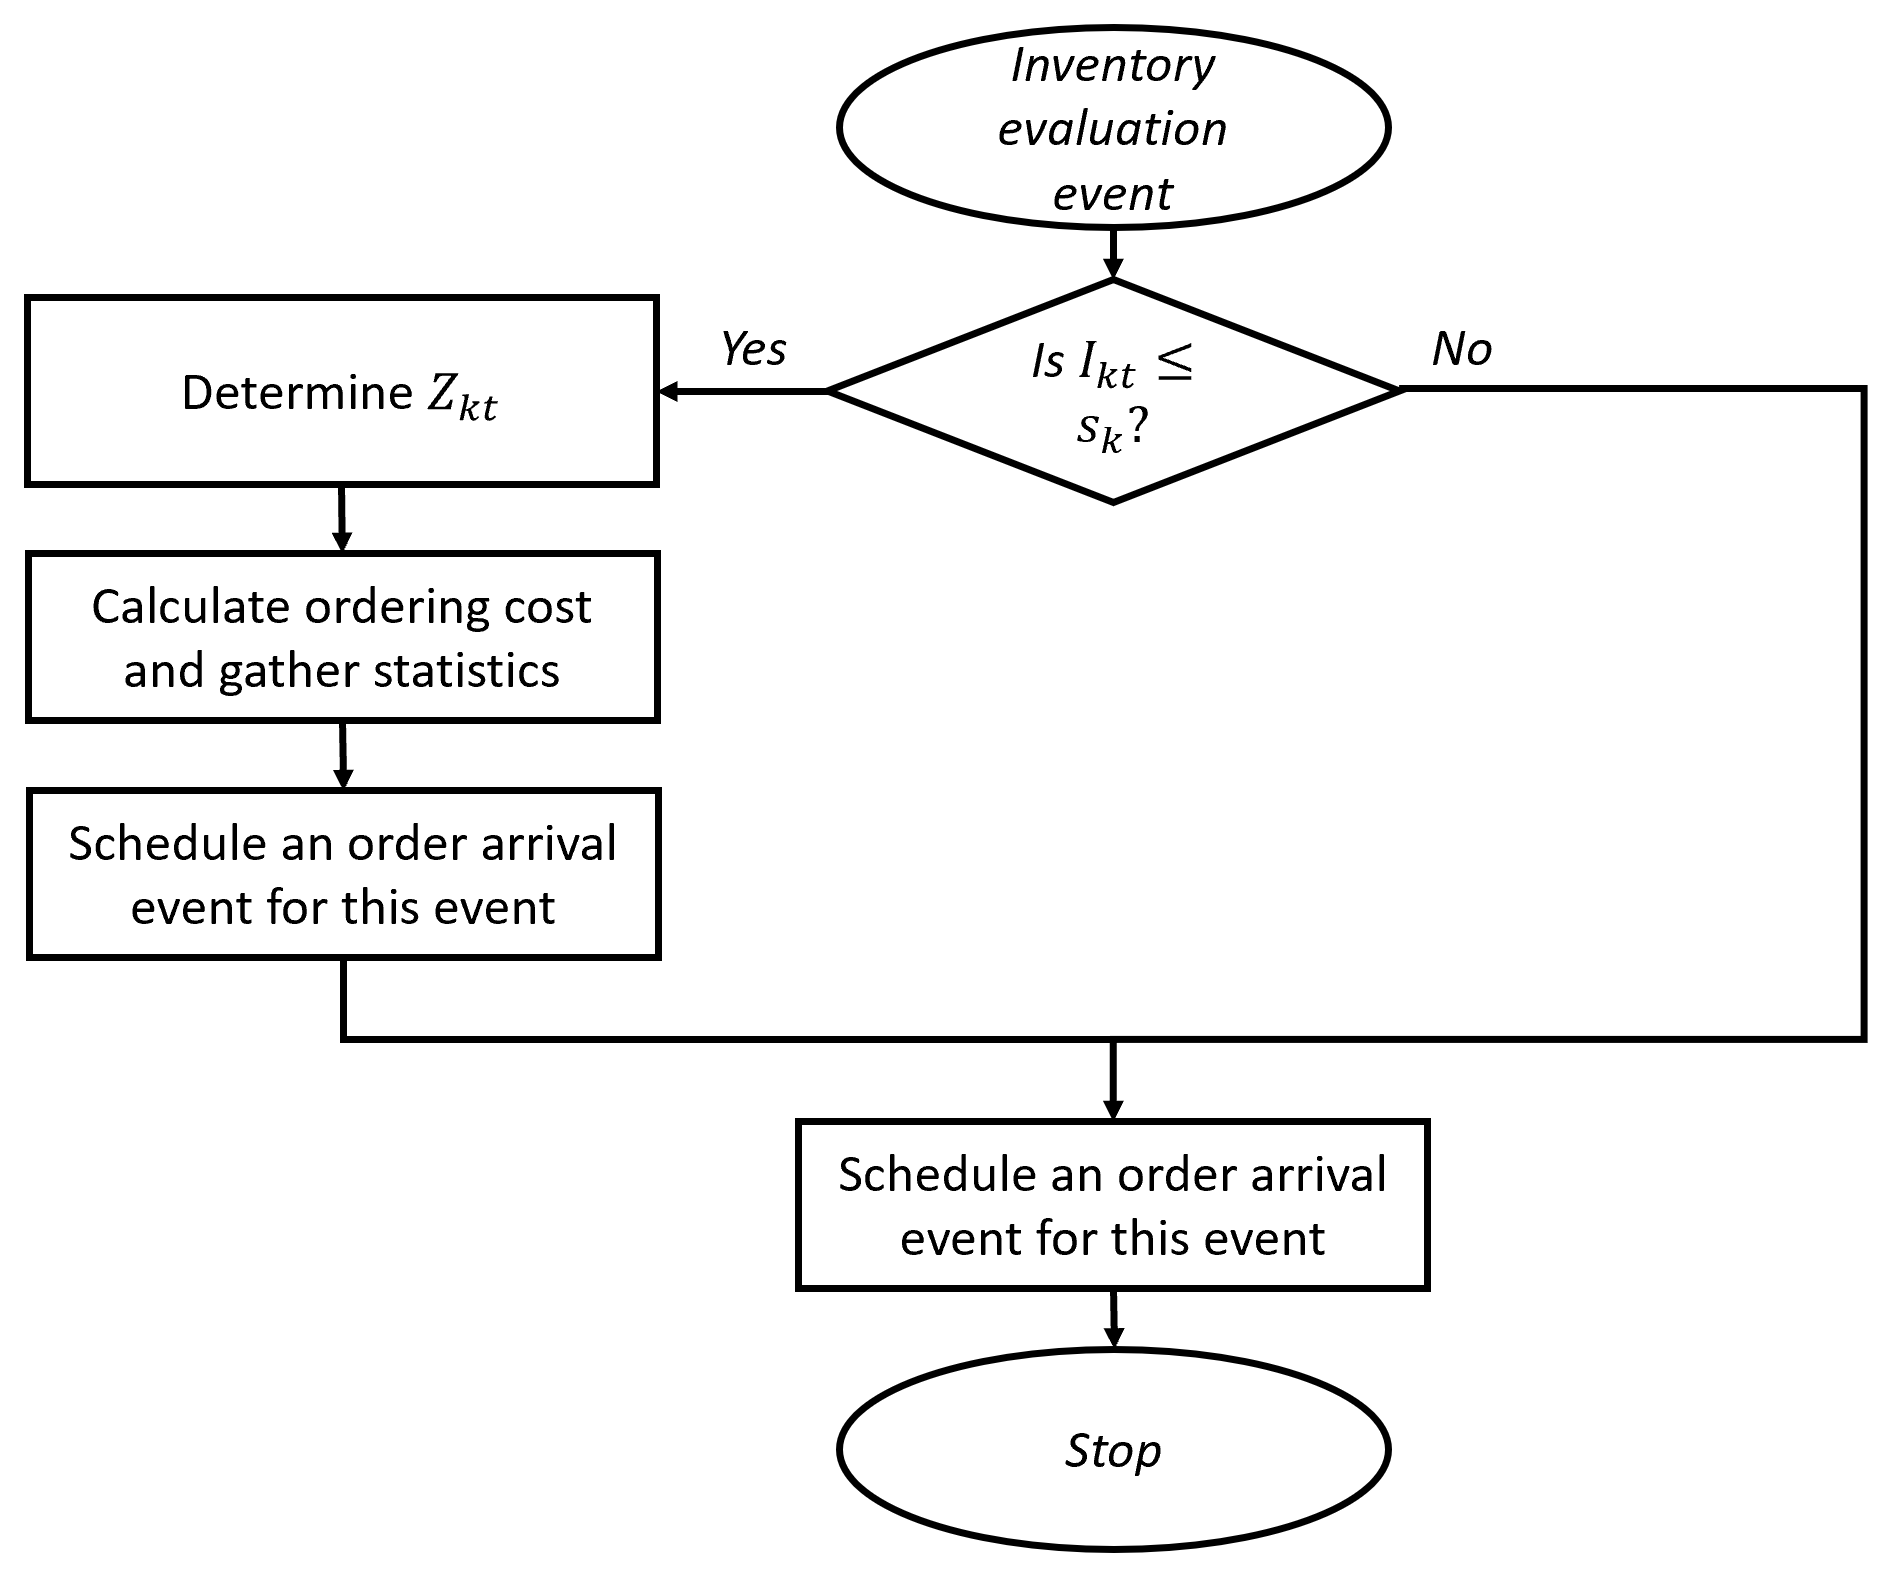 Inventory
evaluation
event
Is I_{kt} ≤
s_k?
Yes
No
Determine Z_{kt}
Calculate ordering cost
and gather statistics
Schedule an order arrival
event for this event
Schedule an order arrival
event for this event
Stop